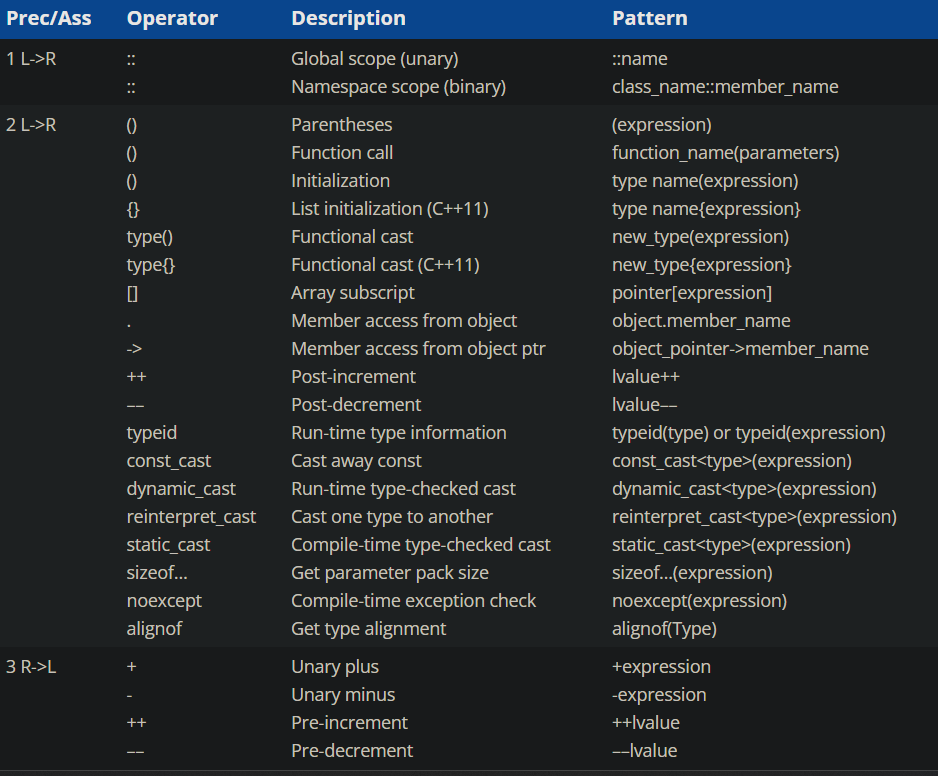 Prec/Ass Operator Description Pattern
1 L->R :: Global scope (unary) ::name
:: Namespace scope (binary) class_name::member_name
2 L->R () Parentheses (expression)
() Function call function_name(parameters)
() Initialization type name(expression)
{} List initialization (C++11) type name{expression}
type() Functional cast new_type(expression)
type{} Functional cast (C++11) new_type{expression}
[] Array subscript pointer[expression]
. Member access from object object.member_name
-> Member access from object ptr object_pointer->member_name
++ Post-increment lvalue++
–– Post-decrement lvalue––
typeid Run-time type information typeid(type) or typeid(expression)
const_cast Cast away const const_cast<type>(expression)
dynamic_cast Run-time type-checked cast dynamic_cast<type>(expression)
reinterpret_cast Cast one type to another reinterpret_cast<type>(expression)
static_cast Compile-time type-checked cast static_cast<type>(expression)
sizeof... Get parameter pack size sizeof...(expression)
noexcept Compile-time exception check noexcept(expression)
alignof Get type alignment alignof(Type)
3 R->L + Unary plus +expression
- Unary minus -expression
++ Pre-increment ++lvalue
–– Pre-decrement ––lvalue